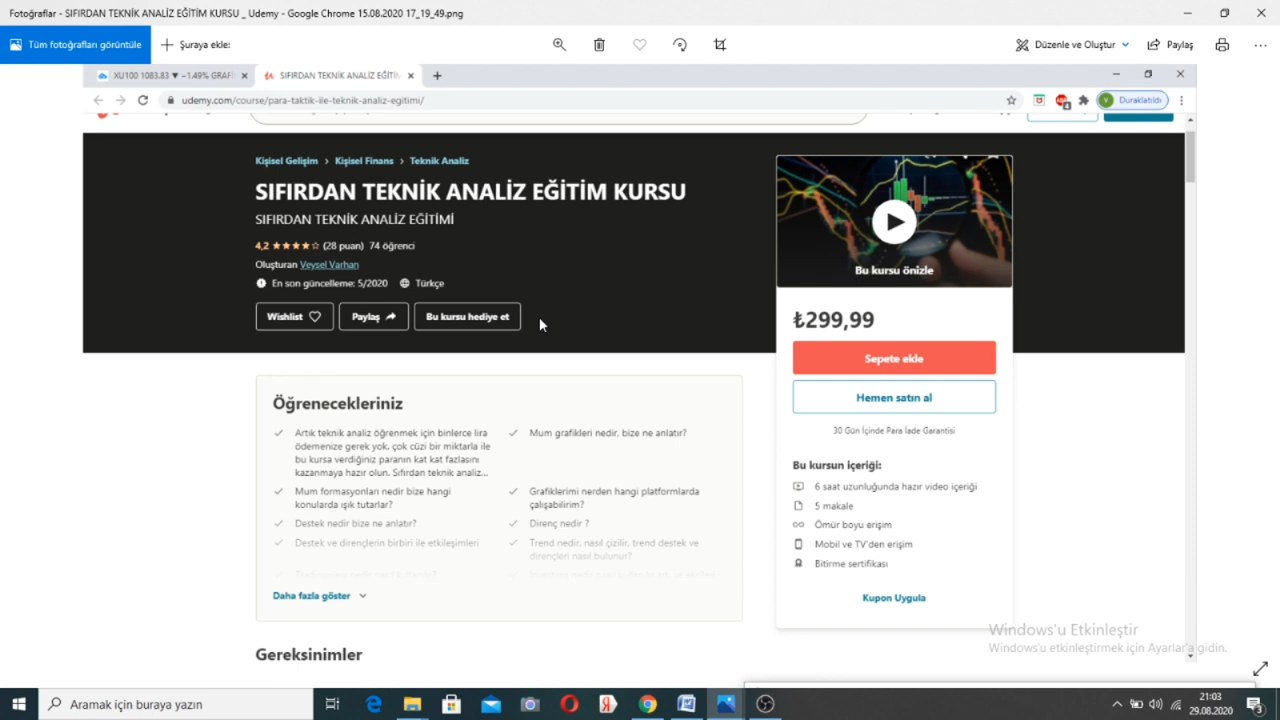 Fotoğraflar - SIFIRDAN TEKNİK ANALİZ EĞİTİM KURSU _ Udemy - Google Chrome 15.08.2020 17_19_49.png
Tüm fotoğrafları görüntüle
Şuraya ekle:
Düzenle ve Oluştur
Paylaş
XU100 1083.83 ▼ −1.49% GRAFİ
SIFIRDAN TEKNİK ANALİZ EĞİTİM
udemy.com/course/para-taktik-ile-teknik-analiz-egitimi/
Duraklatıldı
Kişisel Gelişim > Kişisel Finans > Teknik Analiz
SIFIRDAN TEKNİK ANALİZ EĞİTİM KURSU
SIFIRDAN TEKNİK ANALİZ EĞİTİMİ
4,2 (28 puan) 74 öğrenci
Oluşturan Veysel Varhan
En son güncelleme: 5/2020 Türkçe
Wishlist
Paylaş
Bu kursu hediye et
Bu kursu önizle
₺299,99
Sepete ekle
Hemen satın al
30 Gün İçinde Para İade Garantisi
Bu kursun içeriği:
6 saat uzunluğunda hazır video içeriği
5 makale
Ömür boyu erişim
Mobil ve TV'den erişim
Bitirme sertifikası
Kupon Uygula
Öğrenecekleriniz
Artık teknik analiz öğrenmek için binlerce lira
ödemenize gerek yok. çok cüzi bir miktarla ile
bu kursa verdiğiniz paranın kat kat fazlasını
kazanmaya hazır olun. Sıfırdan teknik analiz...
Mum grafikleri nedir, bize ne anlatır?
Mum formasyonları nedir bize hangi
konularda ışık tutarlar?
Grafiklerimi nerden hangi platformlarda
çalışabilirim?
Destek nedir bize ne anlatır?
Direnç nedir ?
Destek ve dirençlerin birbiri ile etkileşimleri
Trend nedir, nasıl çizilir, trend destek ve
dirençleri nasıl bulunur?
Daha fazla göster
Gereksinimler
Windows'u Etkinleştir
Windows'u etkinleştirmek için Ayarlar'a gidin.
Aramak için buraya yazın
21:03
29.08.2020
3